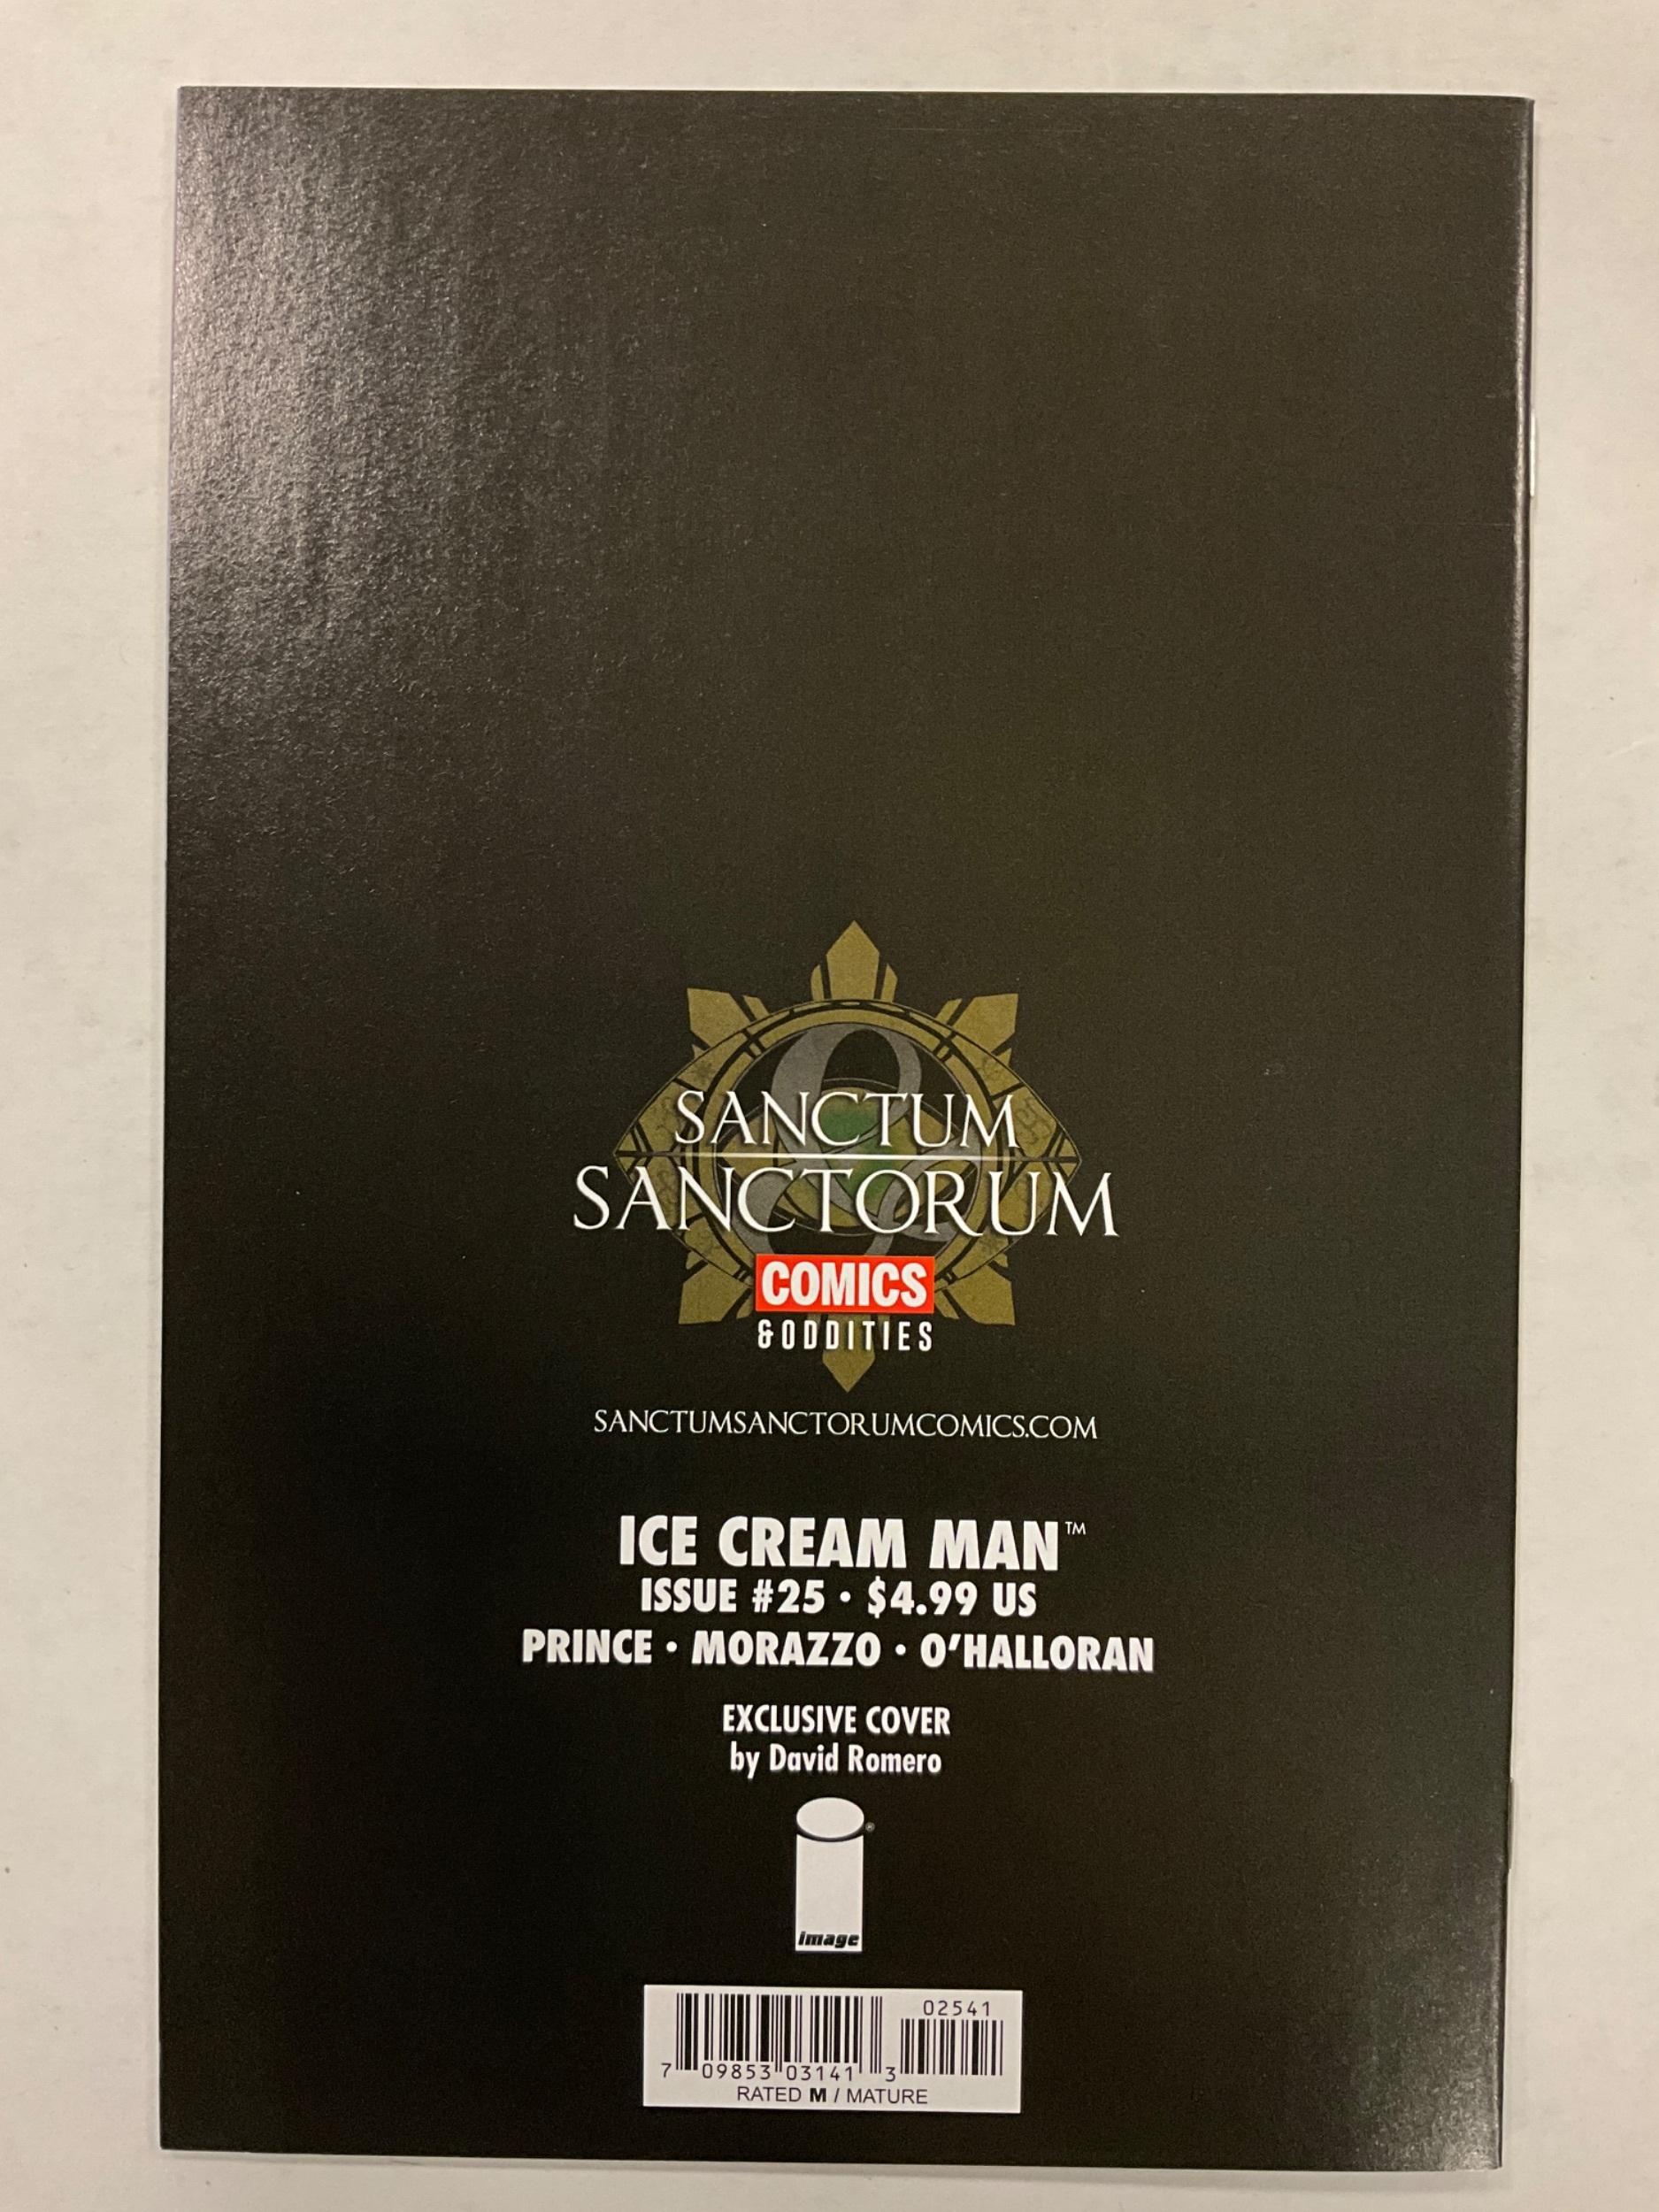 SANCTUM
SANCTORUM
COMICS
&ODDITIES
SANCTUMSANCTORUMCOMICS.COM
ICE CREAM MAN™
ISSUE #25 • $4.99 US
PRINCE • MORAZZO • O'HALLORAN
EXCLUSIVE COVER
by David Romero
®
image
02541
7 09853 03141 3
RATED M / MATURE